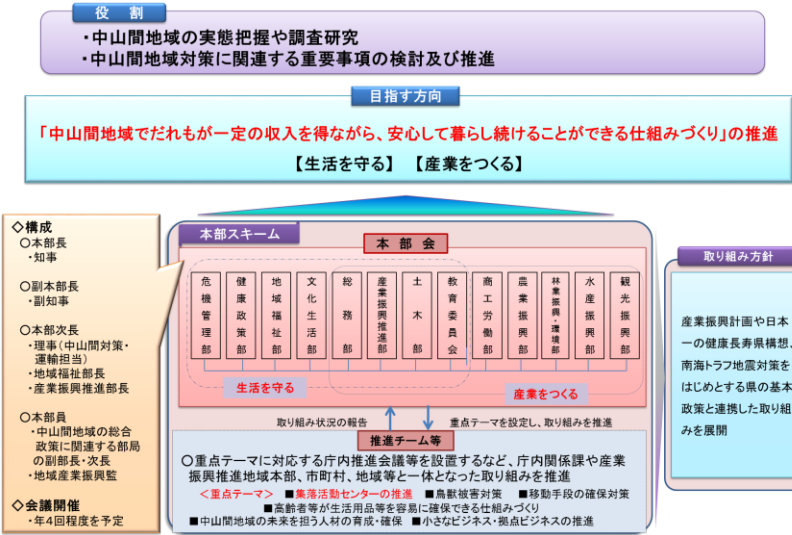 役 割
・中山間地域の実態把握や調査研究
・中山間地域対策に関連する重要事項の検討及び推進
目指す方向
「中山間地域でだれもが一定の収入を得ながら、安心して暮らし続けることができる仕組みづくり」の推進
【生活を守る】 【産業をつくる】
◇構成
○本部長
・知事
○副本部長
・副知事
○本部次長
・理事(中山間対策・
運輸担当)
・地域福祉部長
・産業振興推進部長
○本部員
・中山間地域の総合
政策に関連する部局
の副部長・次長
・地域産業振興監
◇会議開催
・年4回程度を予定
本部スキーム
本 部 会
危機管理部
健康政策部
地域福祉部
文化生活部
総務部
産業振興推進部
土木部
教育委員会
商工労働部
農業振興部
林業振興・環境部
水産振興部
観光振興部
生活を守る
産業をつくる
取り組み状況の報告
重点テーマを設定し、取り組みを推進
推進チーム等
○重点テーマに対応する庁内推進会議等を設置するなど、庁内関係課や産業
振興推進地域本部、市町村、地域等と一体となった取り組みを推進
＜重点テーマ＞ ■集落活動センターの推進 ■鳥獣被害対策 ■移動手段の確保対策
■高齢者等が生活用品等を容易に確保できる仕組みづくり
■中山間地域の未来を担う人材の育成・確保 ■小さなビジネス・拠点ビジネスの推進
取り組み方針
産業振興計画や日本
一の健康長寿県構想、
南海トラフ地震対策を
はじめとする県の基本
政策と連携した取り組
みを展開